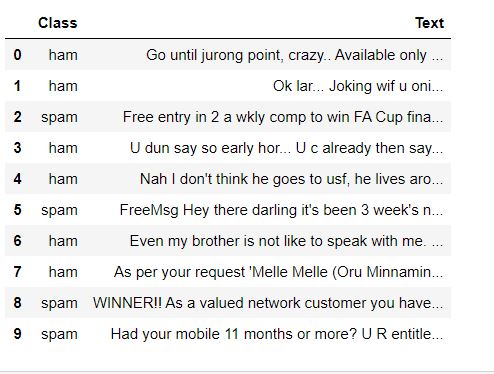 Class Text
0 ham Go until jurong point, crazy.. Available only ...
1 ham Ok lar... Joking wif u oni...
2 spam Free entry in 2 a wkly comp to win FA Cup fina...
3 ham U dun say so early hor... U c already then say...
4 ham Nah I don't think he goes to usf, he lives aro...
5 spam FreeMsg Hey there darling it's been 3 week's n...
6 ham Even my brother is not like to speak with me. ...
7 ham As per your request 'Melle Melle (Oru Minnamin...
8 spam WINNER!! As a valued network customer you have...
9 spam Had your mobile 11 months or more? U R entitle...